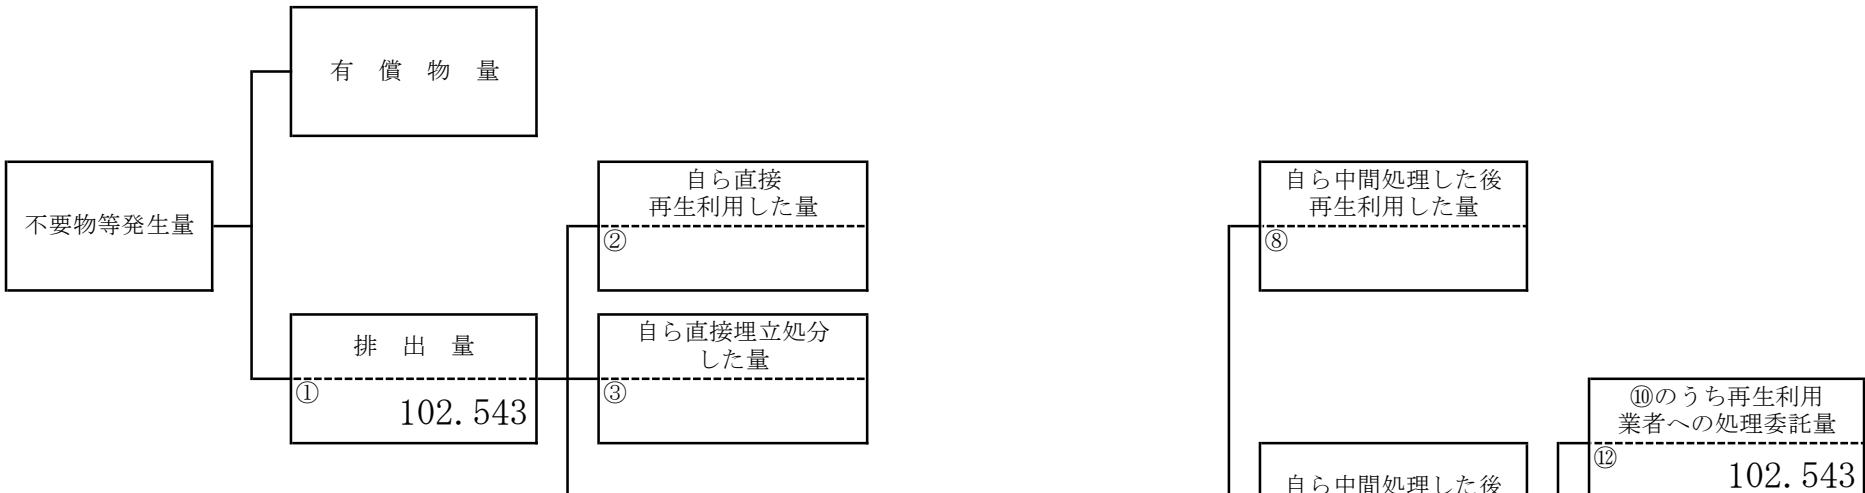 有 償 物 量
不要物等発生量
自ら直接
再生利用した量
②
自ら中間処理した後
再生利用した量
⑧
排 出 量
①
102.543
自ら直接埋立処分
した量
③
⑩のうち再生利用
業者への処理委託量
⑫
102.543
自ら中間処理した後